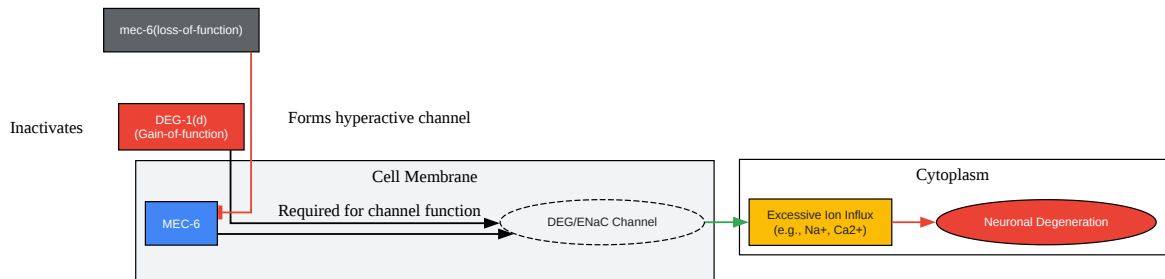 mec-6(loss-of-function)
Inactivates
DEG-1(d)
(Gain-of-function)
Forms hyperactive channel
Cell Membrane
Cytoplasm
MEC-6
Required for channel function
DEG/ENaC Channel
Excessive Ion Influx
(e.g., Na+, Ca2+)
Neuronal Degeneration